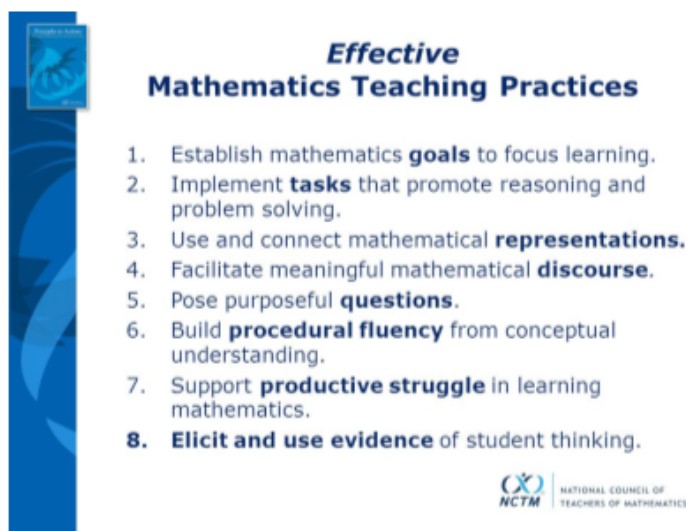 Principles to Actions
Effective
Mathematics Teaching Practices
1. Establish mathematics goals to focus learning.
2. Implement tasks that promote reasoning and
problem solving.
3. Use and connect mathematical representations.
4. Facilitate meaningful mathematical discourse.
5. Pose purposeful questions.
6. Build procedural fluency from conceptual
understanding.
7. Support productive struggle in learning
mathematics.
8. Elicit and use evidence of student thinking.
NCTM
NATIONAL COUNCIL OF
TEACHERS OF MATHEMATICS